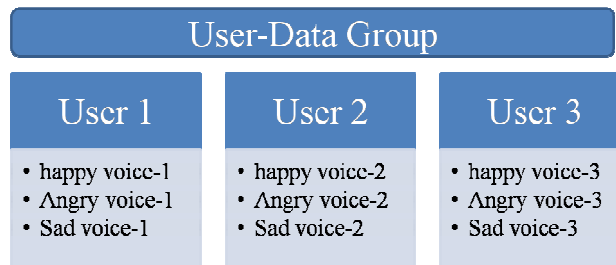 User-Data Group
User 1
• happy voice-1
• Angry voice-1
• Sad voice-1
User 2
• happy voice-2
• Angry voice-2
• Sad voice-2
User 3
• happy voice-3
• Angry voice-3
• Sad voice-3